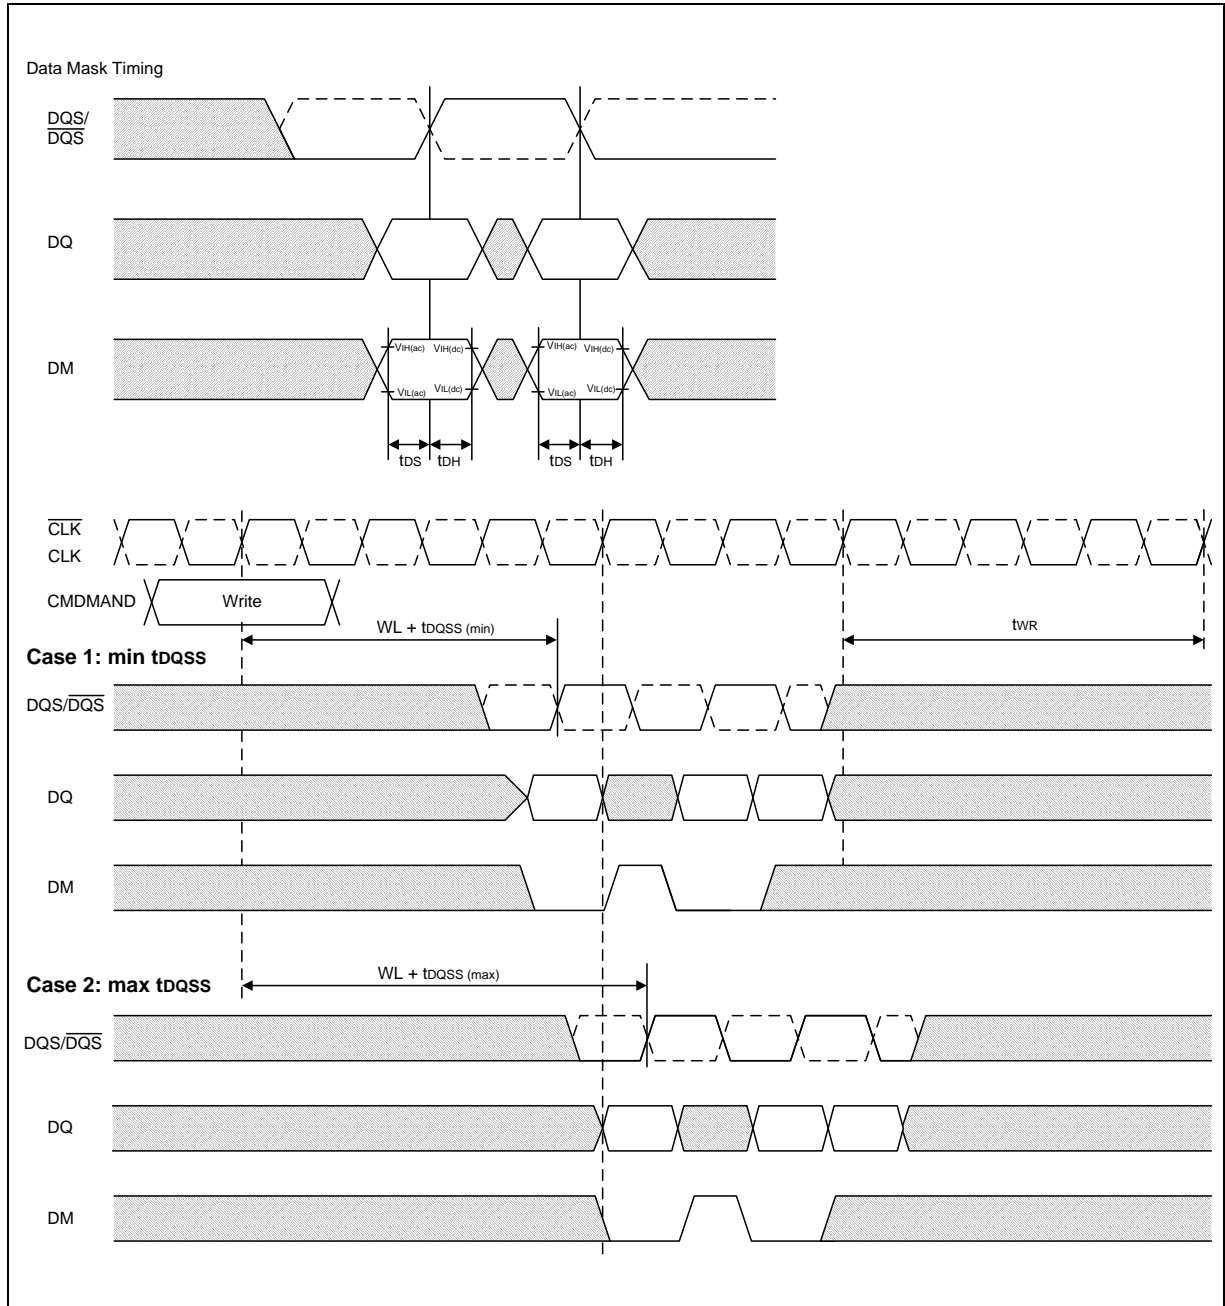 Data Mask Timing
DQS/
DQS
DQ
DM
VIH(ac) VIH(dc) VIH(ac) VIH(dc)
VIL(ac) VIL(dc) VIL(ac) VIL(dc)
tDS tDH tDS tDH
CLK
CLK
CMDMAND Write
WL + tDQSS (min) tWR
Case 1: min tDQSS
DQS/DQS
DQ
DM
WL + tDQSS (max)
Case 2: max tDQSS
DQS/DQS
DQ
DM